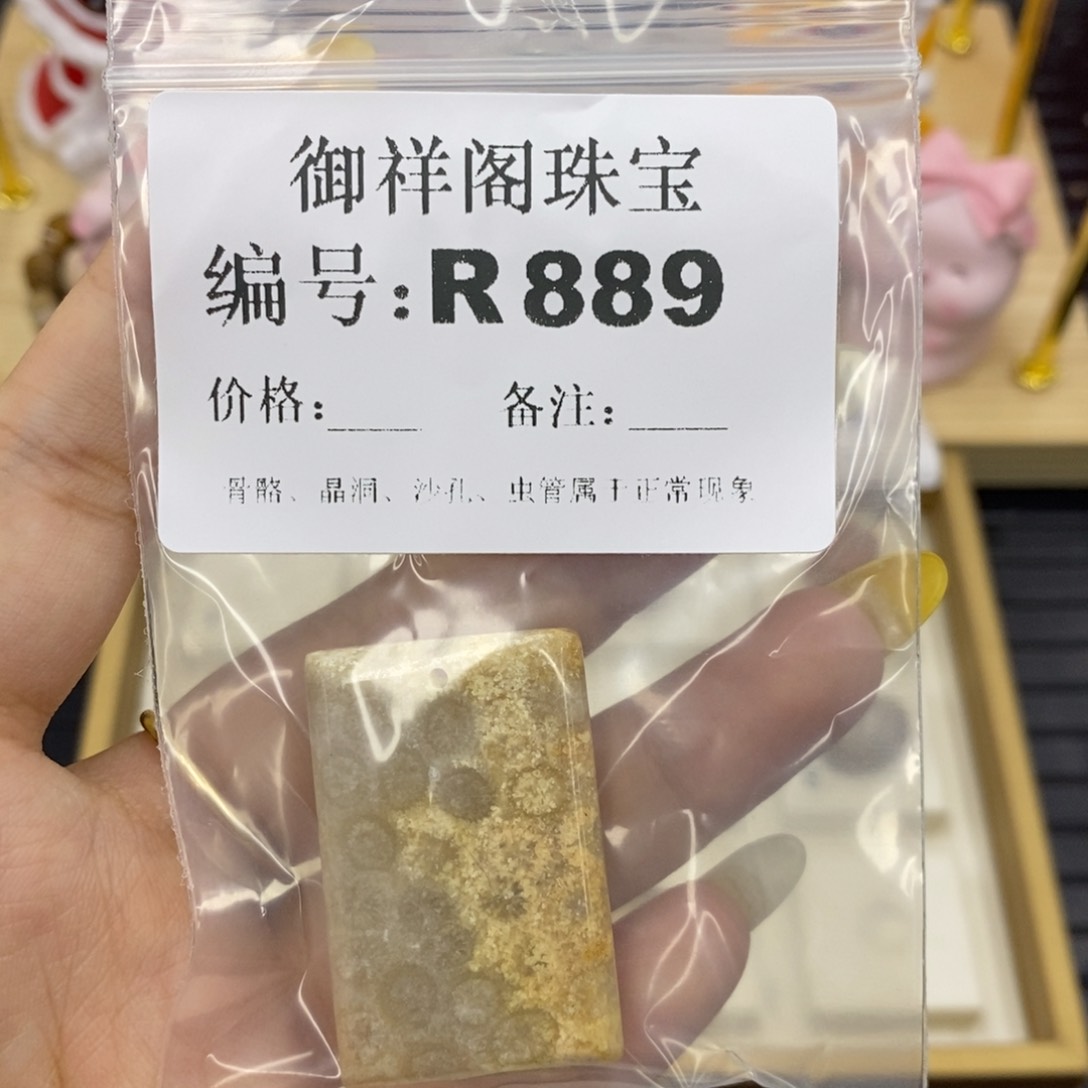 御祥阁珠宝
编号:R889
价格:____ 备注:____
骨骼、晶洞、沙孔、虫管属于正常现象